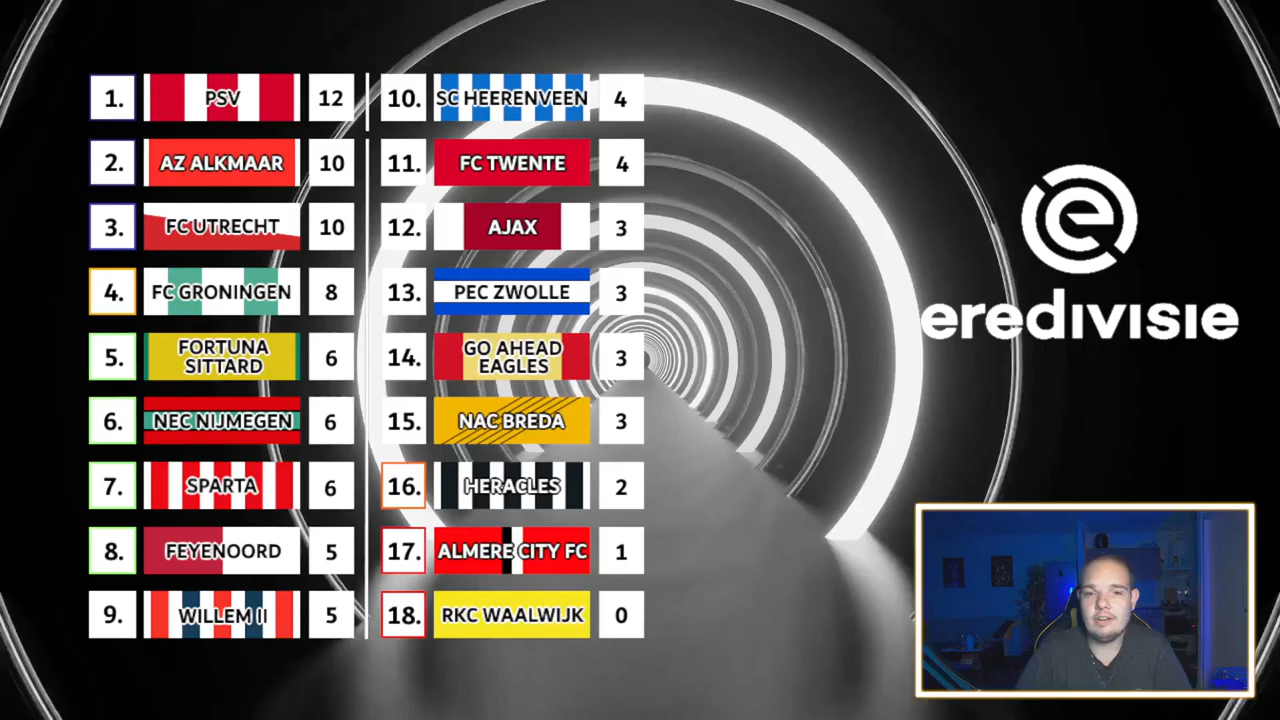 1. PSV 12
2. AZ ALKMAAR 10
3. FC UTRECHT 10
4. FC GRONINGEN 8
5. FORTUNA SITTARD 6
6. NEC NIJMEGEN 6
7. SPARTA 6
8. FEYENOORD 5
9. WILLEM II 5
10. SC HEERENVEEN 4
11. FC TWENTE 4
12. AJAX 3
13. PEC ZWOLLE 3
14. GO AHEAD EAGLES 3
15. NAC BREDA 3
16. HERACLES 2
17. ALMERE CITY FC 1
18. RKC WAALWIJK 0
e
eredivisie